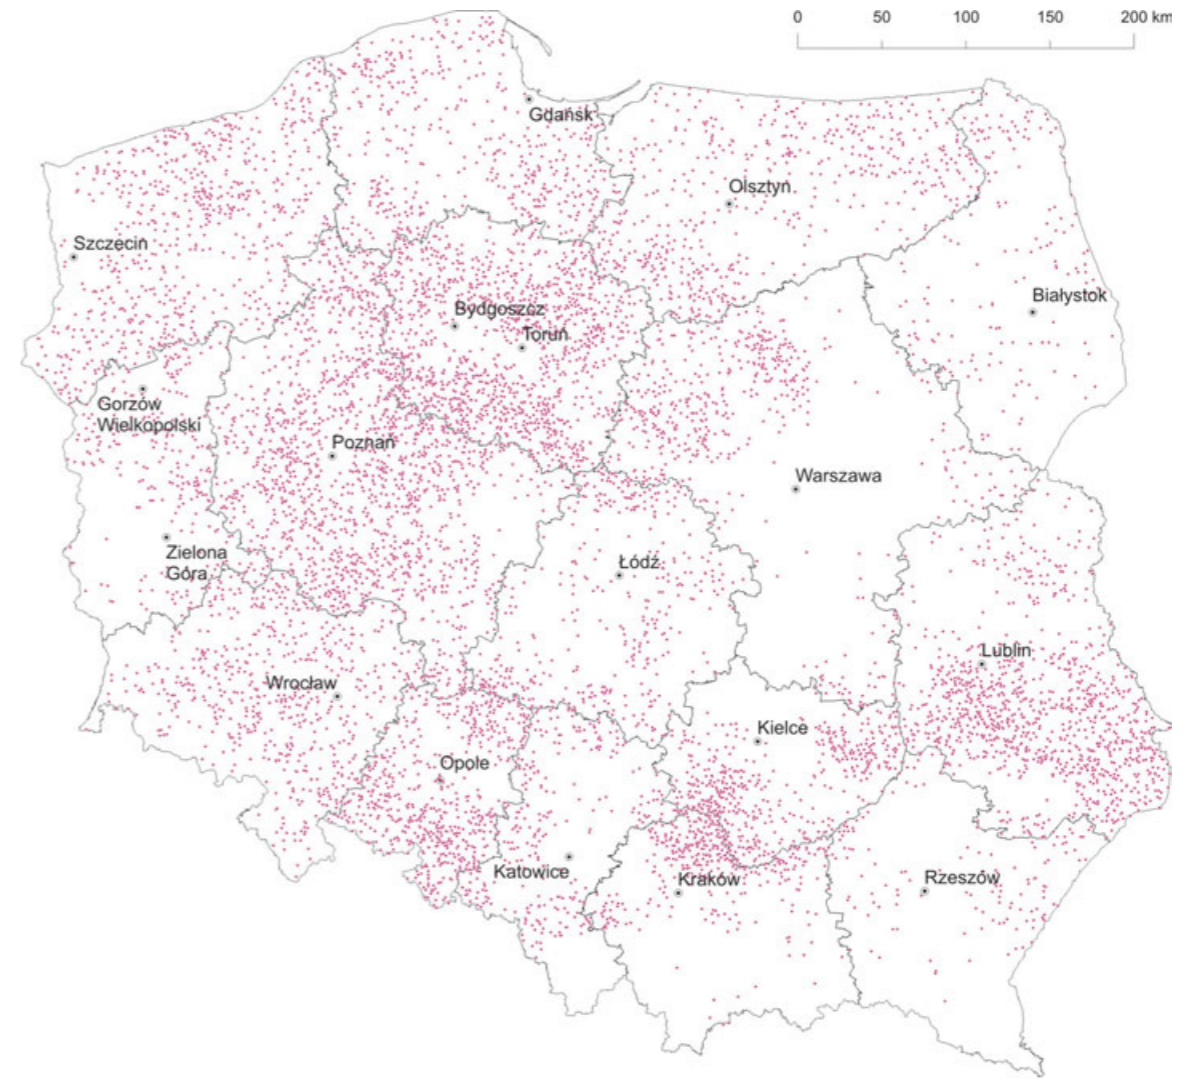 0 50 100 150 200 km
Gdańsk
Olsztyn
Szczecin
Białystok
Bydgoszcz
Toruń
Gorzów
Wielkopolski
Poznań
Warszawa
Zielona
Góra
Łódź
Lublin
Wrocław
Kielce
Opole
Katowice
Kraków
Rzeszów